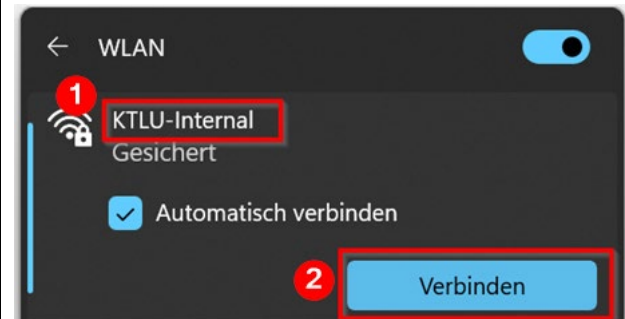 WLAN
1
KTLU-Internal
Gesichert
Automatisch verbinden
2
Verbinden